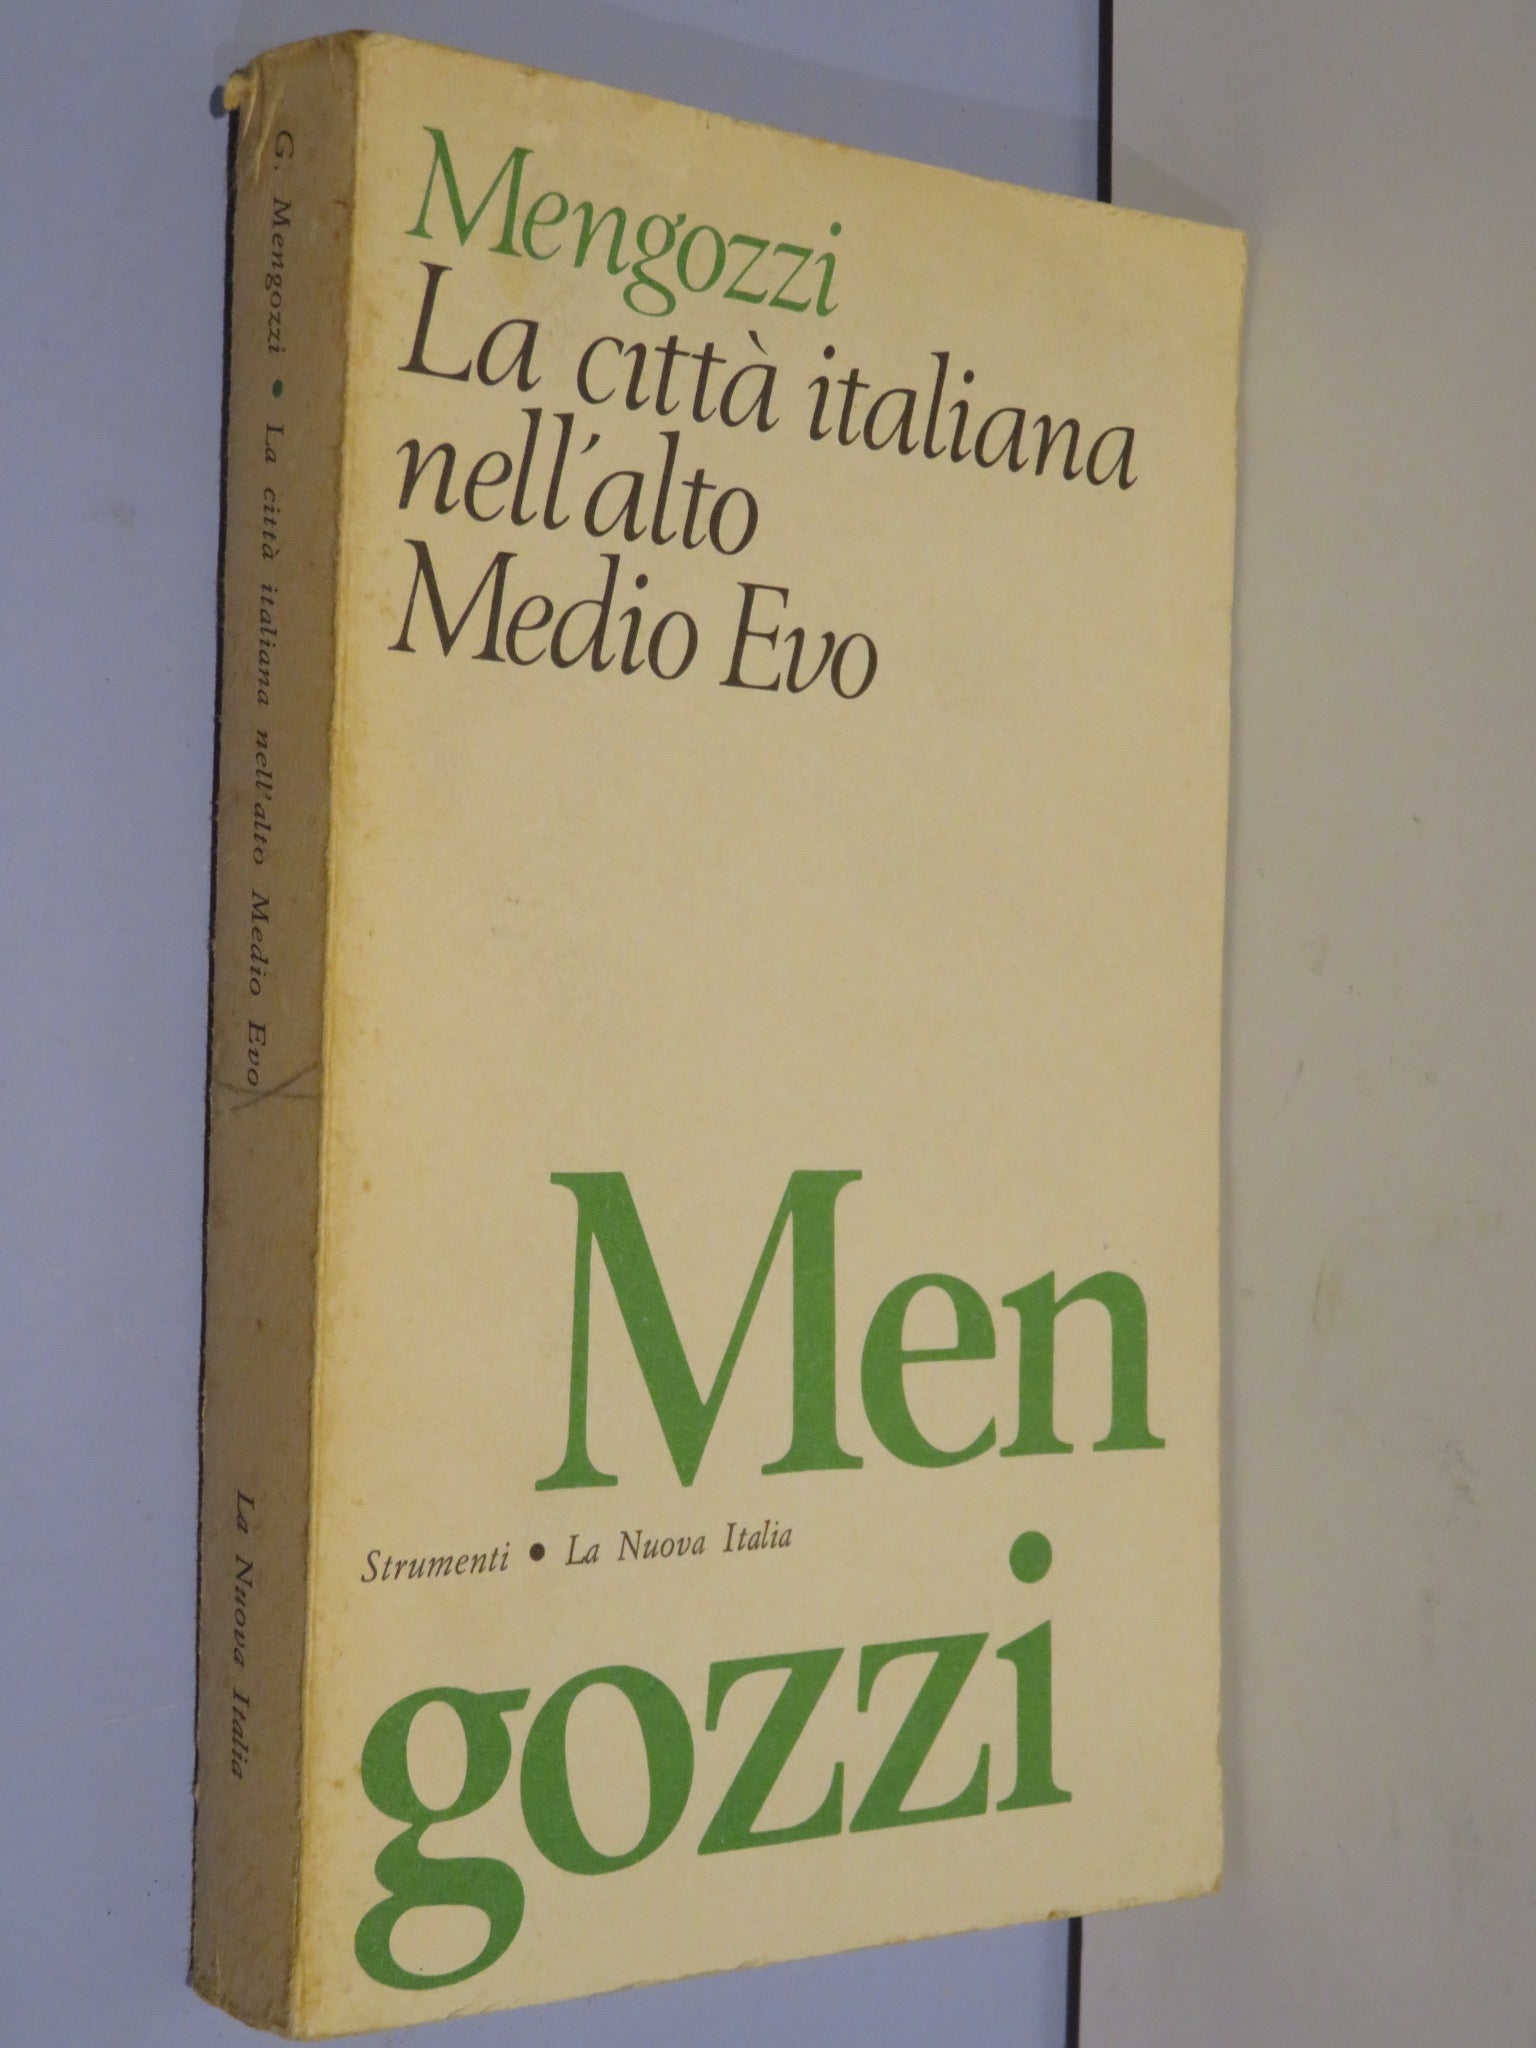 Mengozzi
La città italiana
nell'alto
Medio Evo
Men
Strumenti • La Nuova Italia
gozzi
G. Mengozzi • La città italiana nell'alto Medio Evo
La Nuova Italia